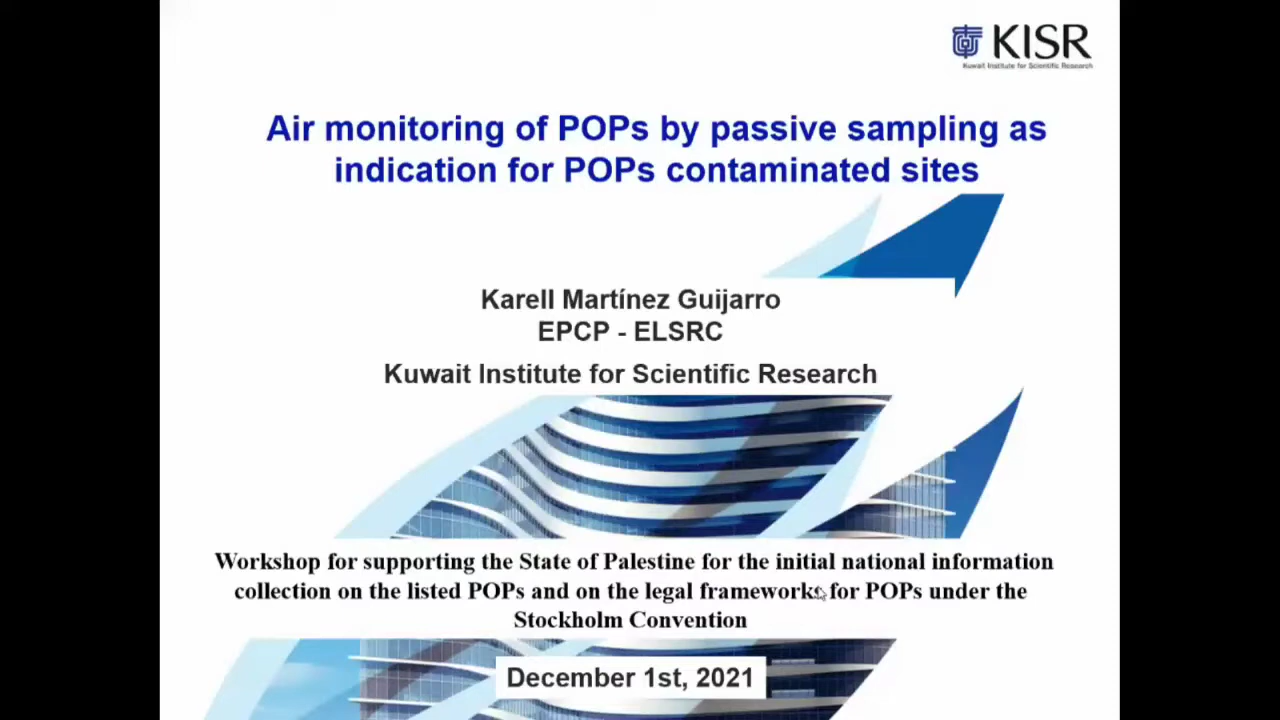 KISR
Kuwait Institute for Scientific Research
Air monitoring of POPs by passive sampling as
indication for POPs contaminated sites
Karell Martínez Guijarro
EPCP - ELSRC
Kuwait Institute for Scientific Research
Workshop for supporting the State of Palestine for the initial national information
collection on the listed POPs and on the legal frameworks for POPs under the
Stockholm Convention
December 1st, 2021